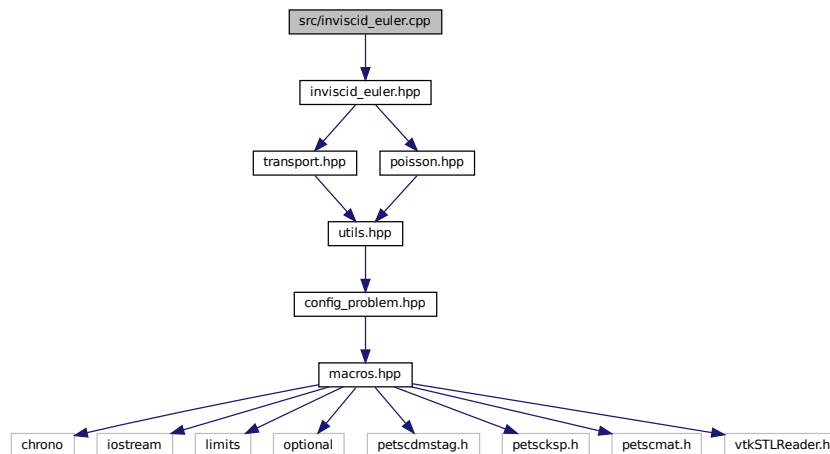 src/inviscid_euler.cpp
inviscid_euler.hpp
transport.hpp
poisson.hpp
utils.hpp
config_problem.hpp
macros.hpp
chrono
iostream
limits
optional
petscdmstag.h
petscksp.h
petscmat.h
vtkSTLReader.h